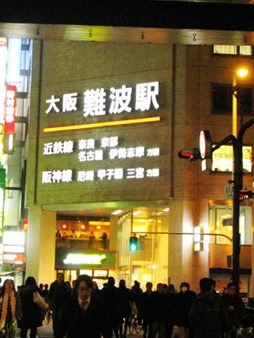 大阪 難波駅
近鉄線 奈良 京都
名古屋 伊勢志摩 方面
阪神線 尼崎 甲子園 三宮 方面